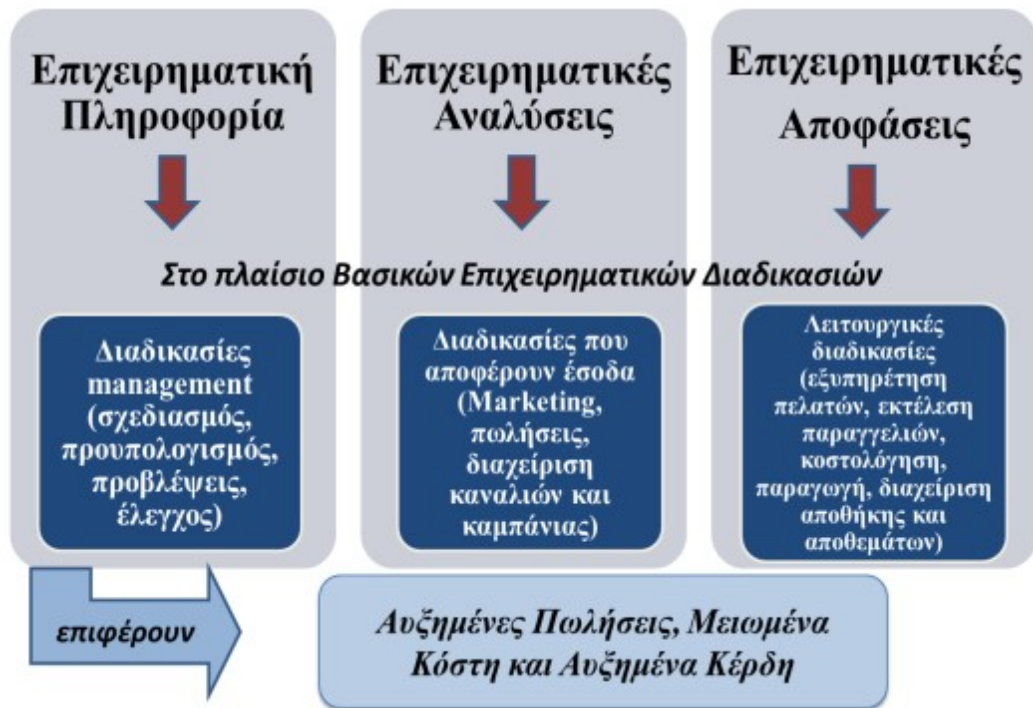 Επιχειρηματική
Πληροφορία
Επιχειρηματικές
Αναλύσεις
Επιχειρηματικές
Αποφάσεις
Στο πλαίσιο Βασικών Επιχειρηματικών Διαδικασιών
Διαδικασίες
management
(σχεδιασμός,
προυπολογισμός,
προβλέψεις,
έλεγχος)
Διαδικασίες που
αποφέρουν έσοδα
(Marketing,
πωλήσεις,
διαχείριση
καναλιών και
καμπάνιας)
Λειτουργικές
διαδικασίες
(εξυπηρέτηση
πελατών, εκτέλεση
παραγγελιών,
κοστολόγηση,
παραγωγή, διαχείριση
αποθήκης και
αποθεμάτων)
επιφέρουν
Αυξημένες Πωλήσεις, Μειωμένα
Κόστη και Αυξημένα Κέρδη